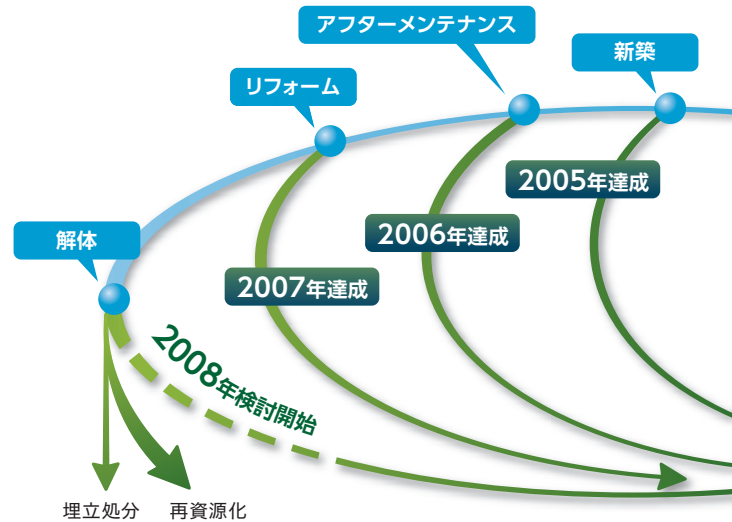 アフターメンテナンス
新築
リフォーム
2005年達成
2006年達成
解体
2007年達成
2008年検討開始
埋立処分
再資源化